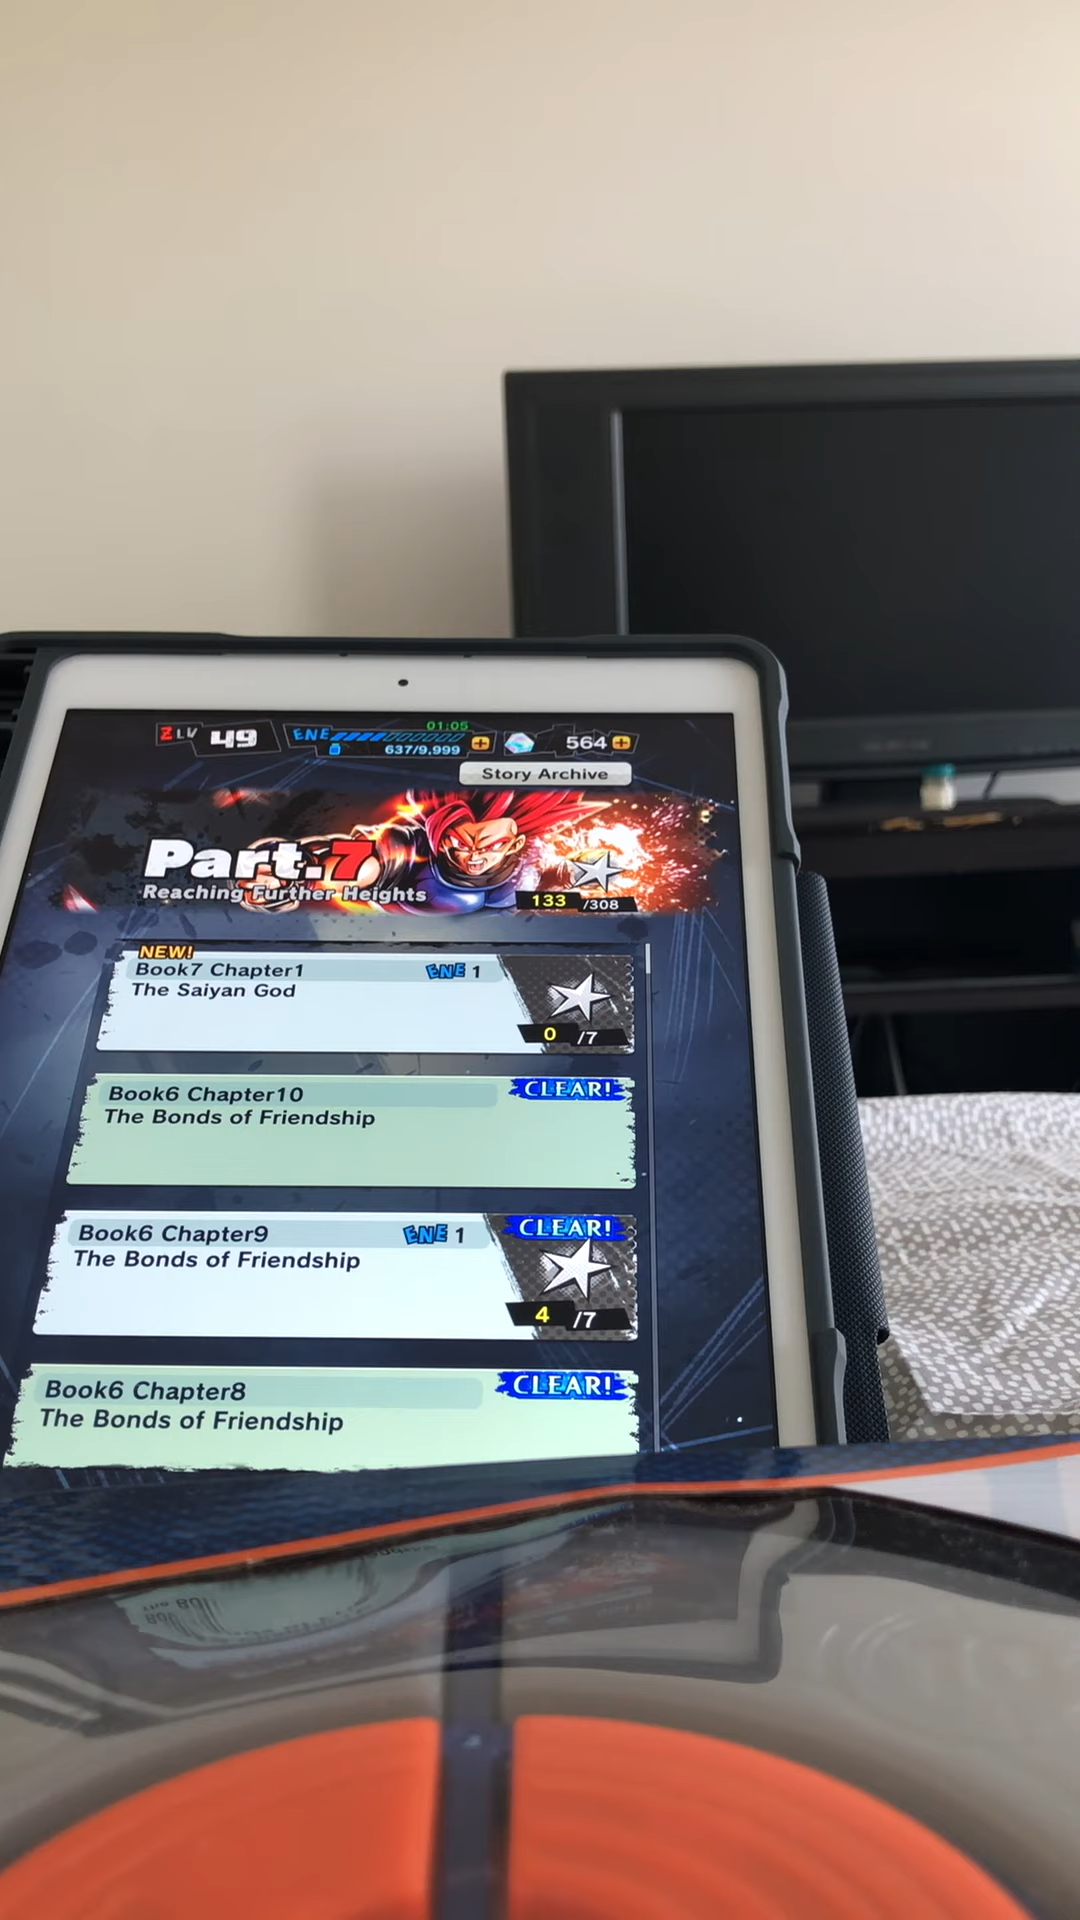 ZLV 49 ENE 01:05
637/9,999 564
Story Archive
Part.7
Reaching Further Heights
133 /308
NEW!
Book7 Chapter1 ENE 1
The Saiyan God
0 /7
Book6 Chapter10 CLEAR!
The Bonds of Friendship
Book6 Chapter9 ENE 1 CLEAR!
The Bonds of Friendship
4 /7
Book6 Chapter8 CLEAR!
The Bonds of Friendship